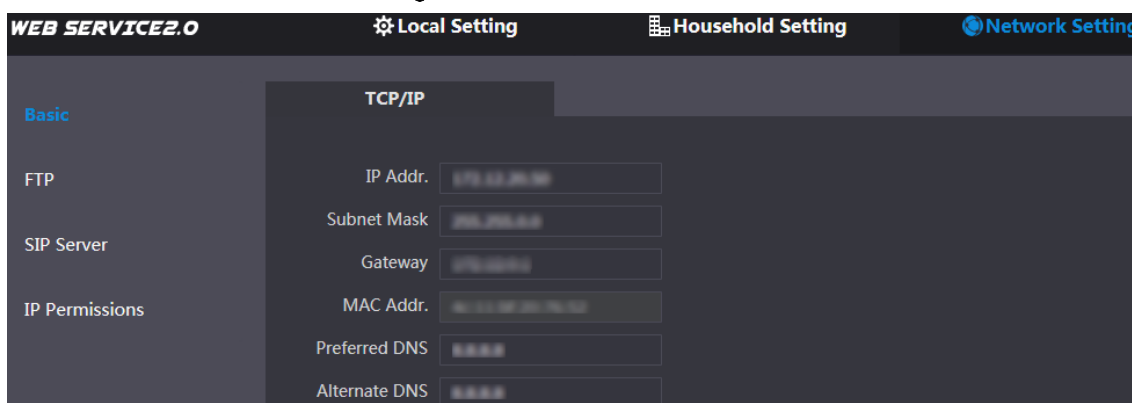 WEB SERVICE2.0 Local Setting Household Setting Network Setting
Basic
FTP
SIP Server
IP Permissions
TCP/IP
IP Addr.
Subnet Mask
Gateway
MAC Addr.
Preferred DNS
Alternate DNS